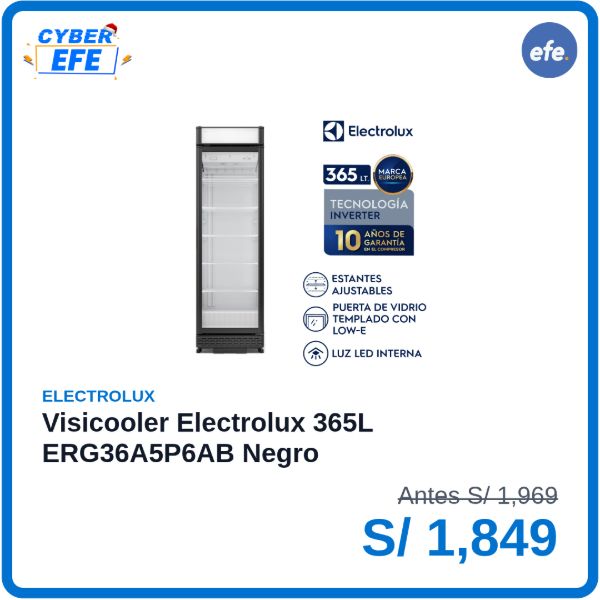 CYBER
EFE
efe.
Electrolux
365 LT.
MARCA
EUROPEA
TECNOLOGÍA
INVERTER
10 AÑOS DE
GARANTÍA
EN EL COMPRESOR
ESTANTES
AJUSTABLES
PUERTA DE VIDRIO
TEMPLADO CON
LOW-E
LUZ LED INTERNA
ELECTROLUX
Visicooler Electrolux 365L
ERG36A5P6AB Negro
Antes S/ 1,969
S/ 1,849